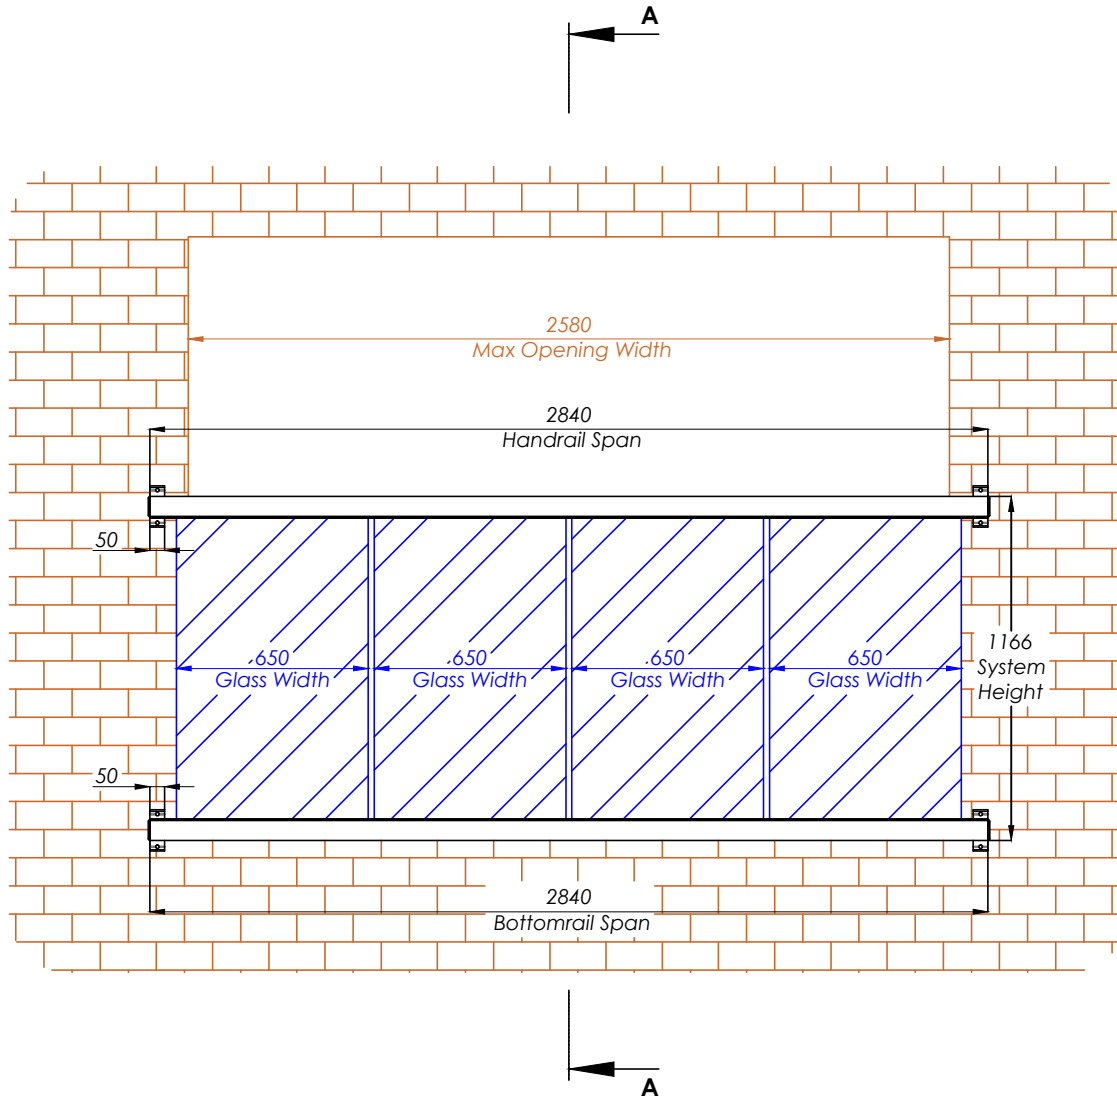 A
2580
Max Opening Width
2840
Handrail Span
50
.650
Glass Width
.650
Glass Width
.650
Glass Width
650
Glass Width
1166
System
Height
50
2840
Bottomrail Span
A